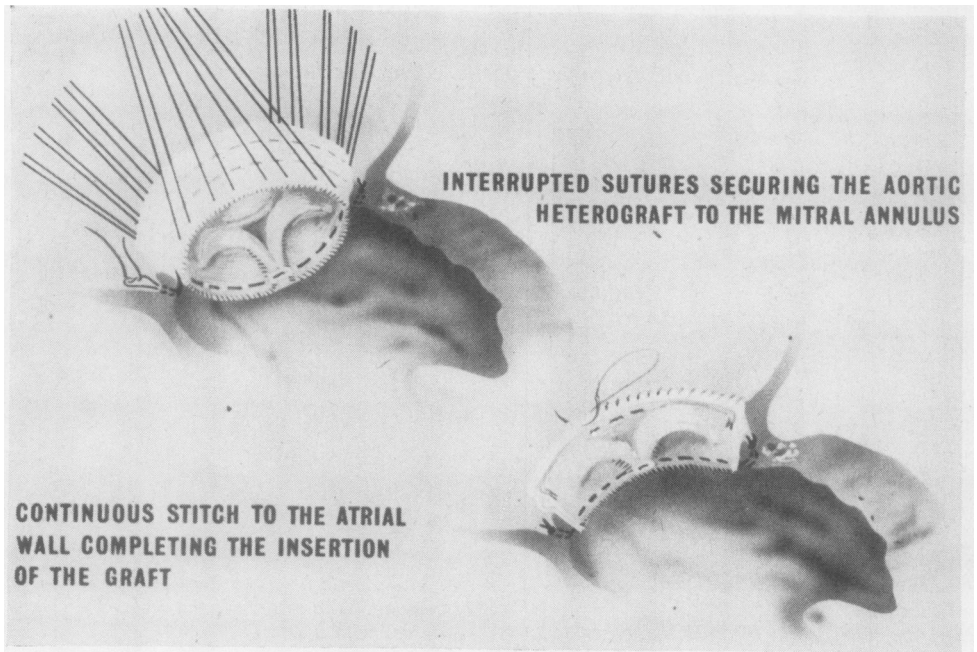 INTERRUPTED SUTURES SECURING THE AORTIC
HETEROGRAFT TO THE MITRAL ANNULUS
CONTINUOUS STITCH TO THE ATRIAL
WALL COMPLETING THE INSERTION
OF THE GRAFT